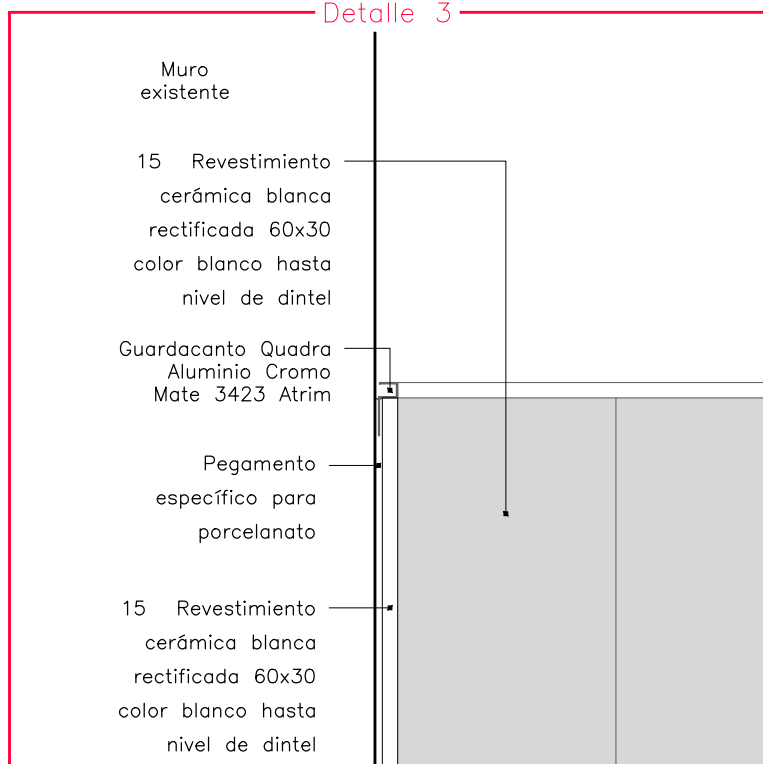 Detalle 3
Muro
existente
15 Revestimiento
cerámica blanca
rectificada 60x30
color blanco hasta
nivel de dintel
Guardacanto Quadra
Aluminio Cromo
Mate 3423 Atrim
Pegamento
específico para
porcelanato
15 Revestimiento
cerámica blanca
rectificada 60x30
color blanco hasta
nivel de dintel